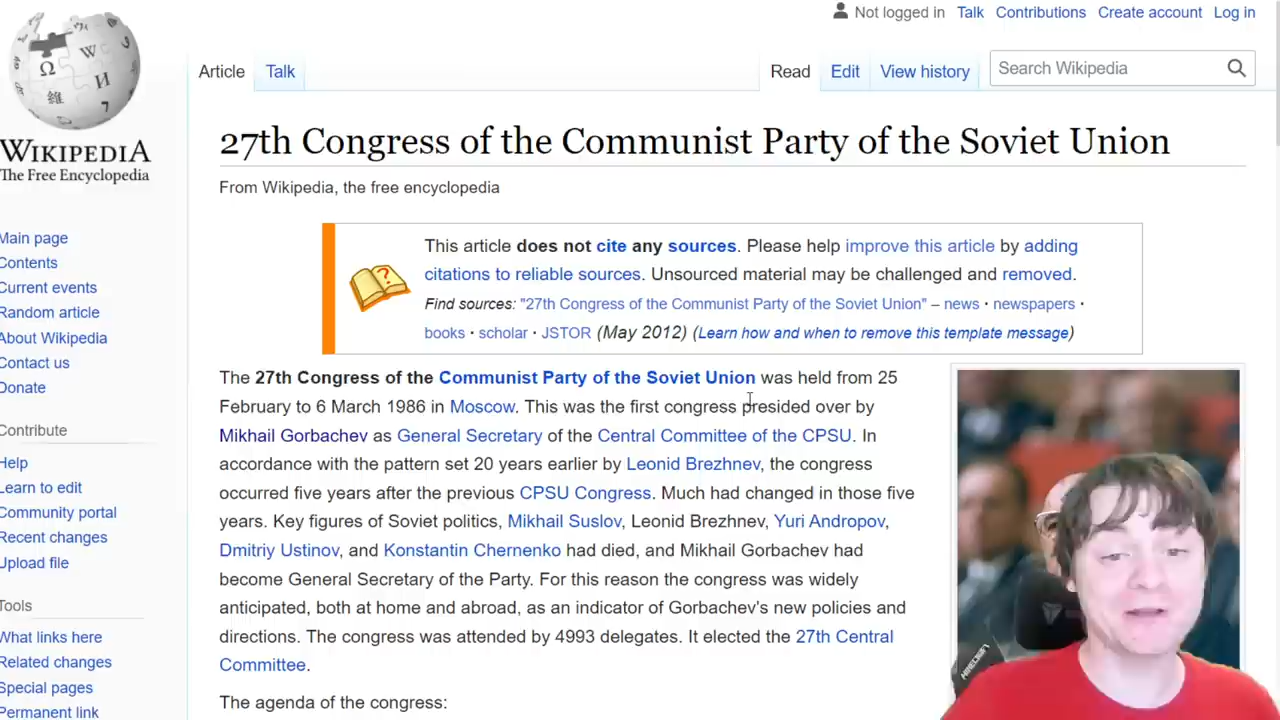 Not logged in Talk Contributions Create account Log in
Article Talk Read Edit View history Search Wikipedia
WIKIPEDIA
The Free Encyclopedia
27th Congress of the Communist Party of the Soviet Union
From Wikipedia, the free encyclopedia
Main page
Contents
Current events
Random article
About Wikipedia
Contact us
Donate
Contribute
Help
Learn to edit
Community portal
Recent changes
Upload file
Tools
What links here
Related changes
Special pages
Permanent link
This article does not cite any sources. Please help improve this article by adding
citations to reliable sources. Unsourced material may be challenged and removed.
Find sources: "27th Congress of the Communist Party of the Soviet Union" – news · newspapers ·
books · scholar · JSTOR (May 2012) (Learn how and when to remove this template message)
The 27th Congress of the Communist Party of the Soviet Union was held from 25
February to 6 March 1986 in Moscow. This was the first congress presided over by
Mikhail Gorbachev as General Secretary of the Central Committee of the CPSU. In
accordance with the pattern set 20 years earlier by Leonid Brezhnev, the congress
occurred five years after the previous CPSU Congress. Much had changed in those five
years. Key figures of Soviet politics, Mikhail Suslov, Leonid Brezhnev, Yuri Andropov,
Dmitriy Ustinov, and Konstantin Chernenko had died, and Mikhail Gorbachev had
become General Secretary of the Party. For this reason the congress was widely
anticipated, both at home and abroad, as an indicator of Gorbachev's new policies and
directions. The congress was attended by 4993 delegates. It elected the 27th Central
Committee.
The agenda of the congress:
MINECRAFT